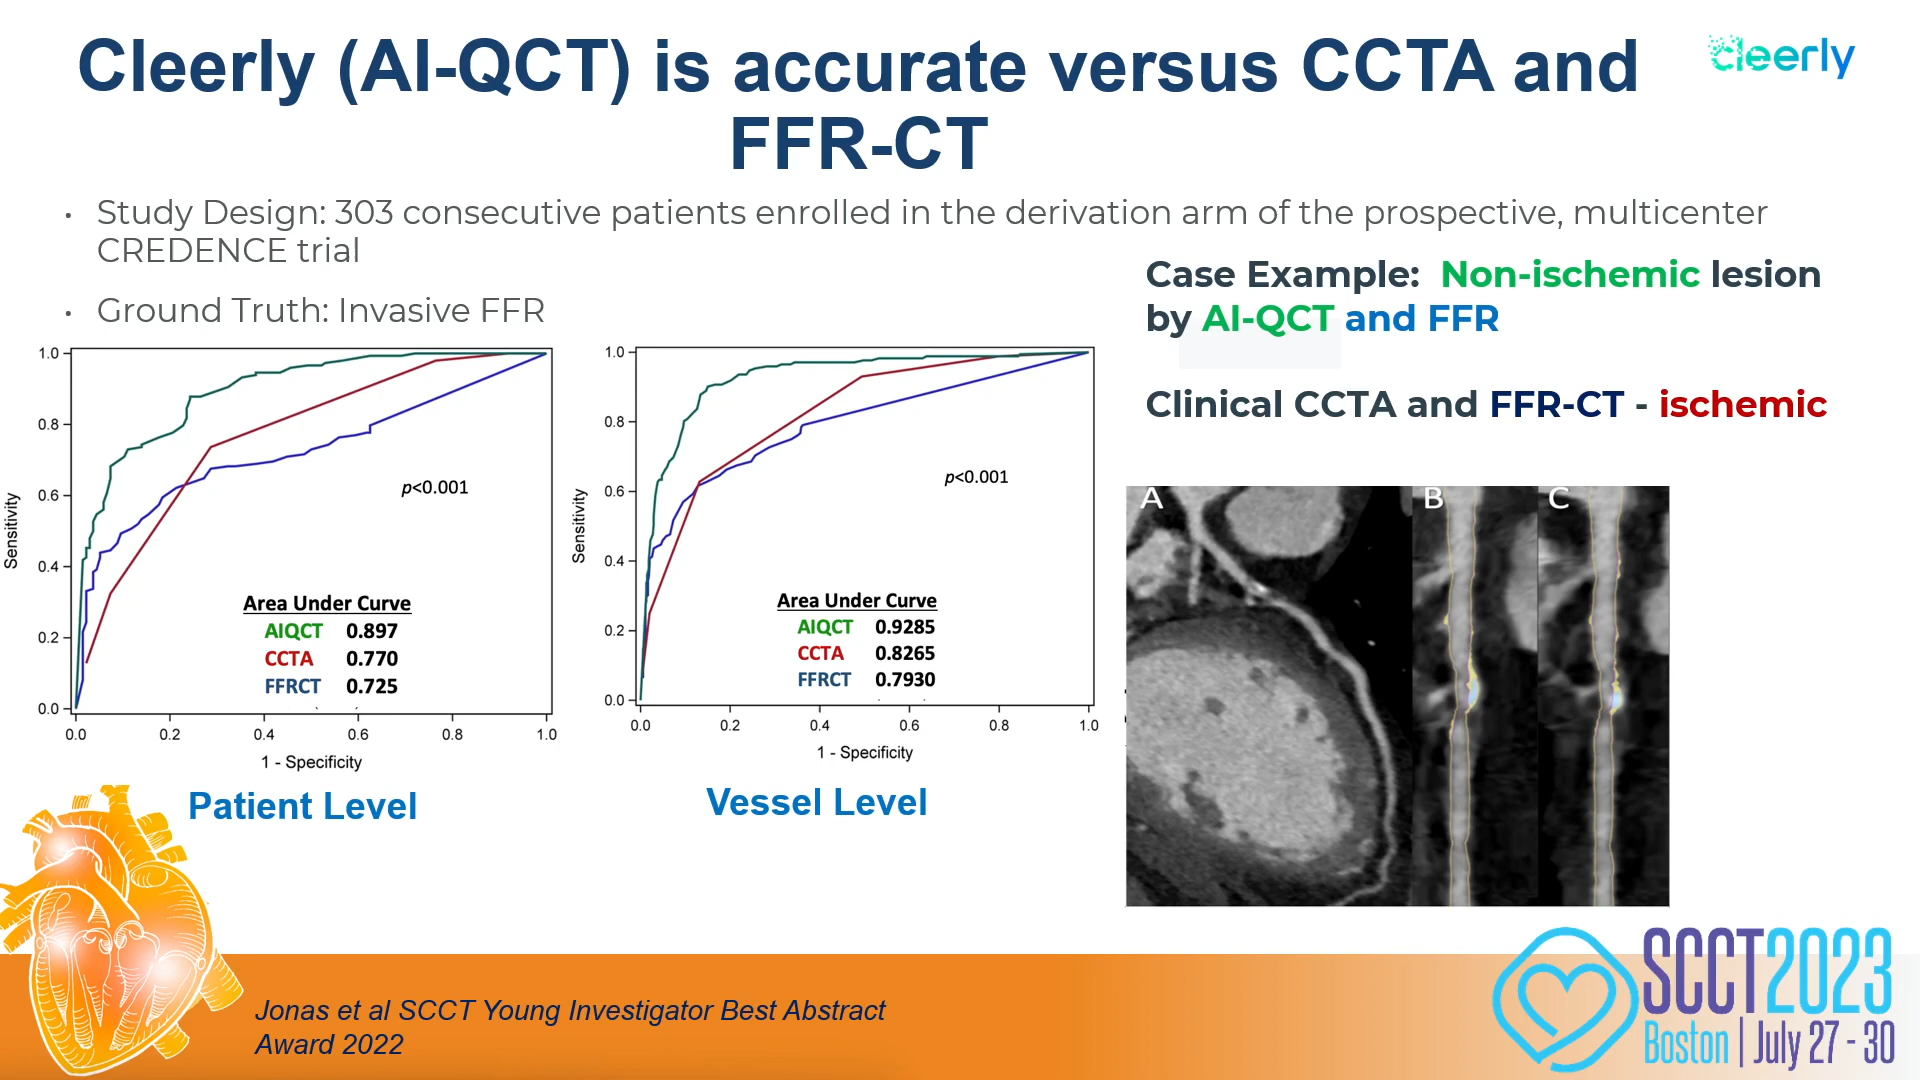 Cleerly (AI-QCT) is accurate versus CCTA and
FFR-CT
cleerly
• Study Design: 303 consecutive patients enrolled in the derivation arm of the prospective, multicenter
CREDENCE trial
• Ground Truth: Invasive FFR
Case Example: Non-ischemic lesion
by AI-QCT and FFR
Clinical CCTA and FFR-CT - ischemic
1.0
0.8
0.6
0.4
0.2
0.0
Sensitivity
p<0.001
Area Under Curve
AIQCT 0.897
CCTA 0.770
FFRCT 0.725
0.0 0.2 0.4 0.6 0.8 1.0
1 - Specificity
Patient Level
1.0
0.8
0.6
0.4
0.2
0.0
Sensitivity
p<0.001
Area Under Curve
AIQCT 0.9285
CCTA 0.8265
FFRCT 0.7930
0.0 0.2 0.4 0.6 0.8 1.0
1 - Specificity
Vessel Level
A B C
Jonas et al SCCT Young Investigator Best Abstract
Award 2022
SCCT2023
Boston | July 27 - 30